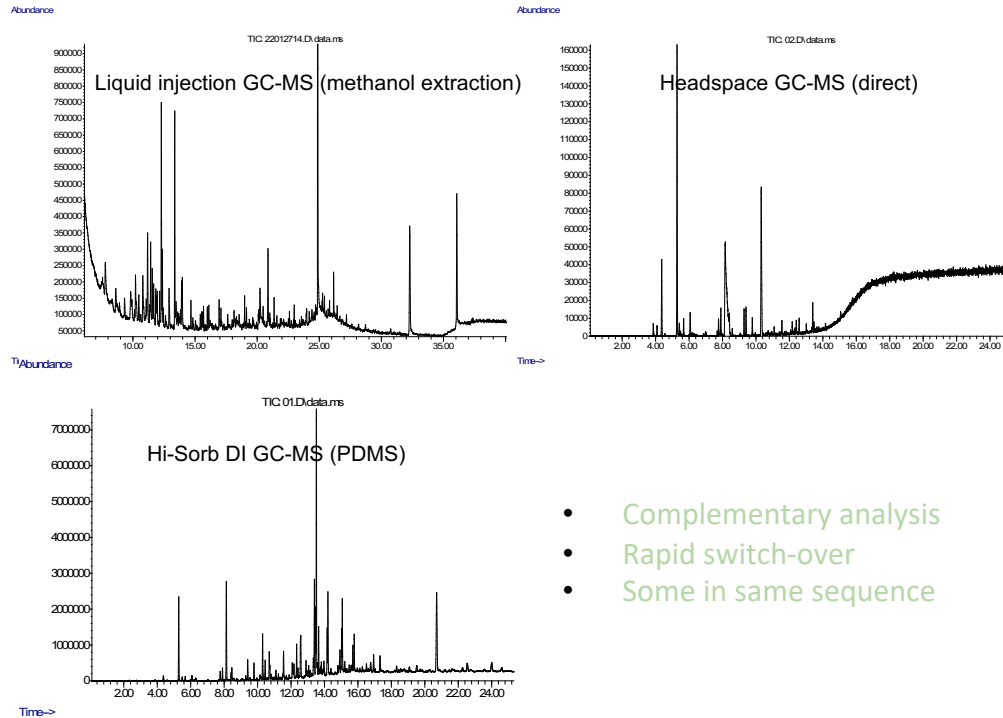 Abundance
TIC: 22012714.D\data.ms
Liquid injection GC-MS (methanol extraction)
900000
850000
800000
750000
700000
650000
600000
550000
500000
450000
400000
350000
300000
250000
200000
150000
100000
50000
10.00 15.00 20.00 25.00 30.00 35.00
Ti
Abundance
TIC: 02.D\data.ms
Headspace GC-MS (direct)
160000
150000
140000
130000
120000
110000
100000
90000
80000
70000
60000
50000
40000
30000
20000
10000
0
2.00 4.00 6.00 8.00 10.00 12.00 14.00 16.00 18.00 20.00 22.00 24.00
Time-->
Abundance
TIC: 01.D\data.ms
Hi-Sorb DI GC-MS (PDMS)
7000000
6000000
5000000
4000000
3000000
2000000
1000000
0
2.00 4.00 6.00 8.00 10.00 12.00 14.00 16.00 18.00 20.00 22.00 24.00
Time-->
• Complementary analysis
• Rapid switch-over
• Some in same sequence